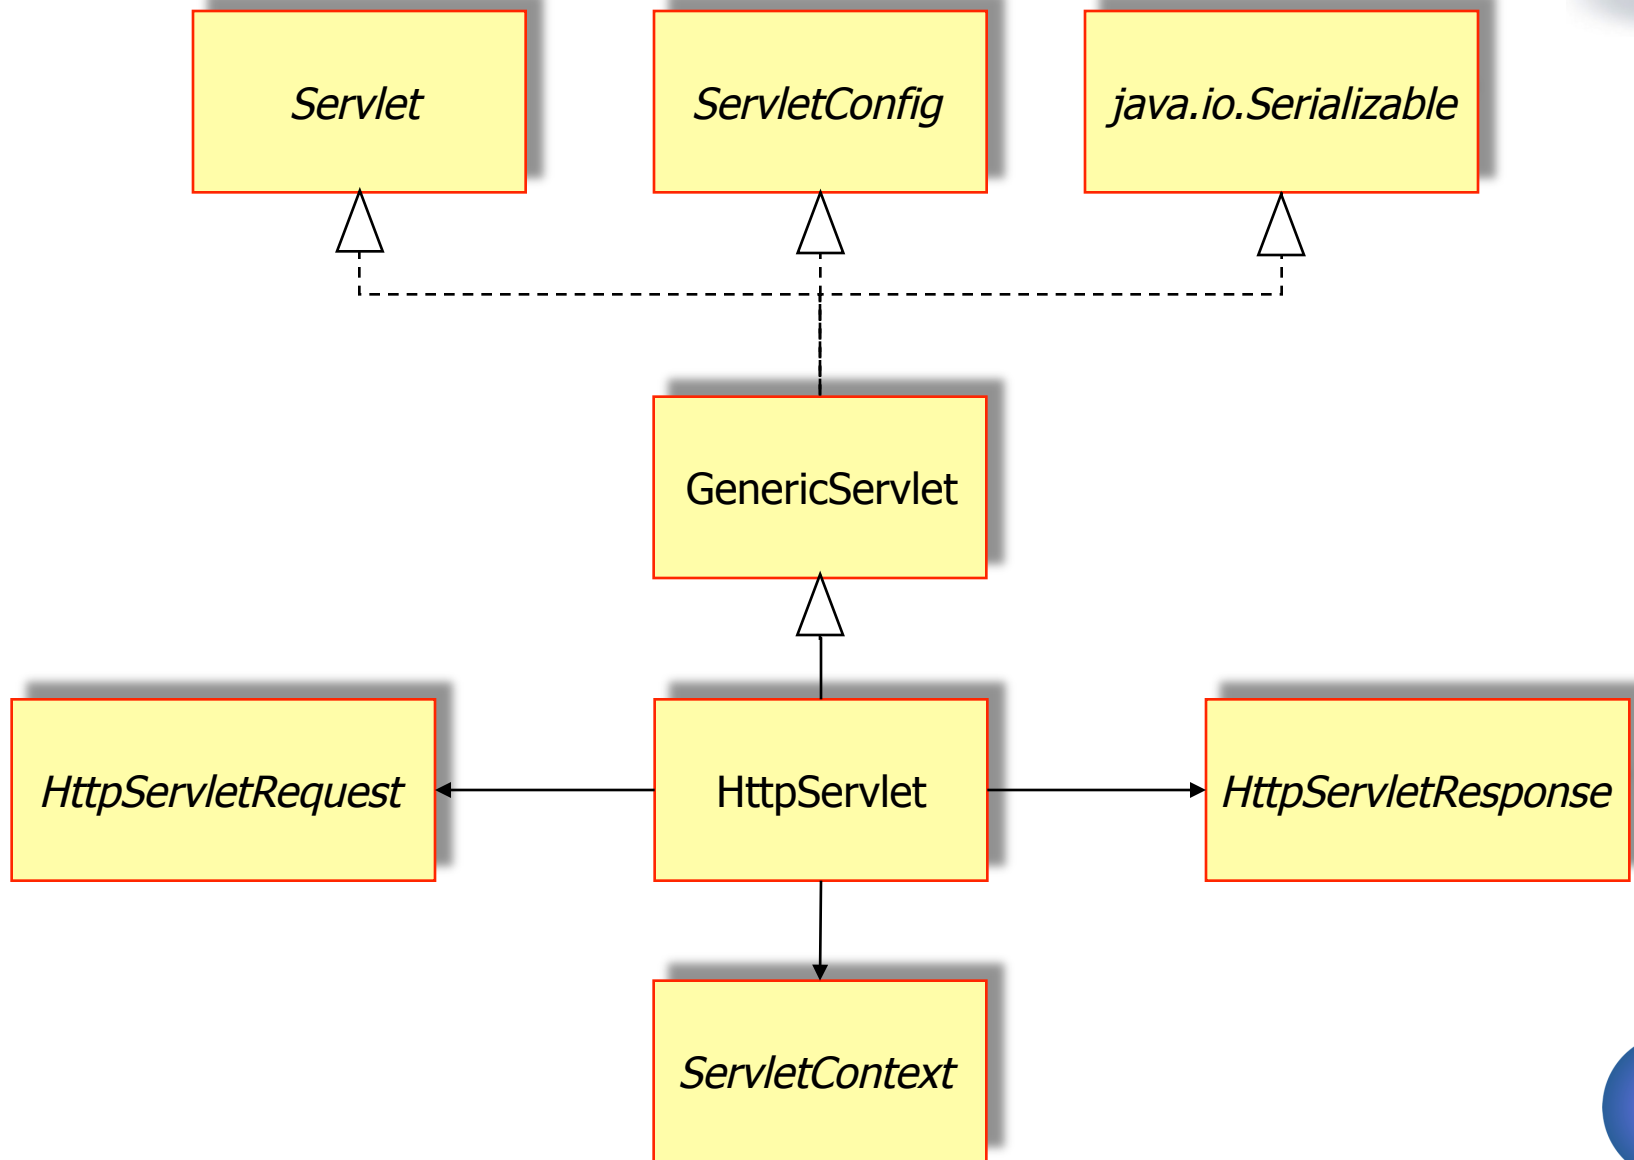 Servlet
ServletConfig
java.io.Serializable
GenericServlet
HttpServletRequest
HttpServlet
HttpServletResponse
ServletContext